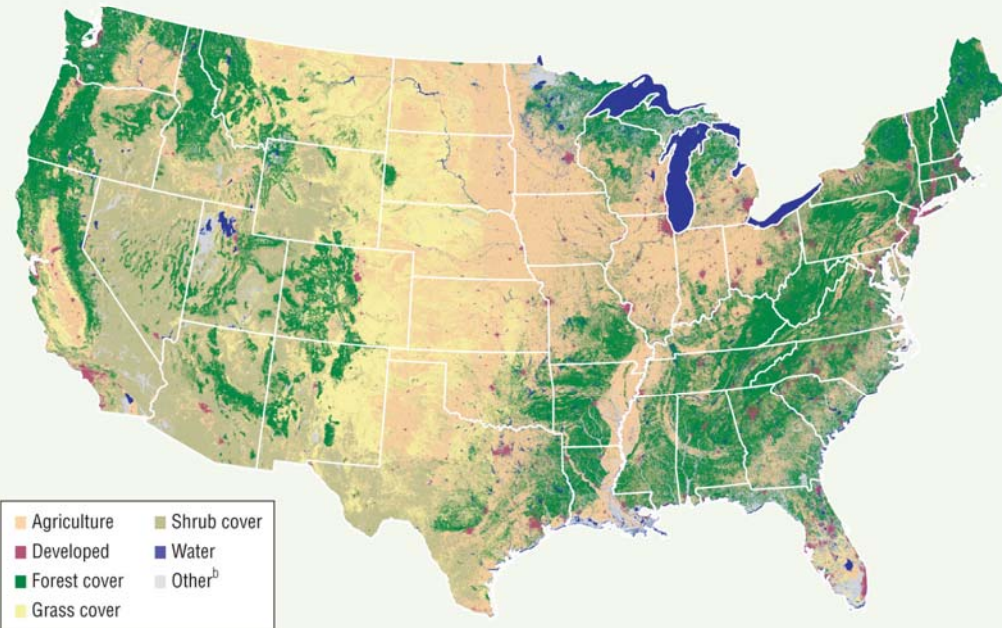 Agriculture
Developed
Forest cover
Grass cover
Shrub cover
Water
Other^b